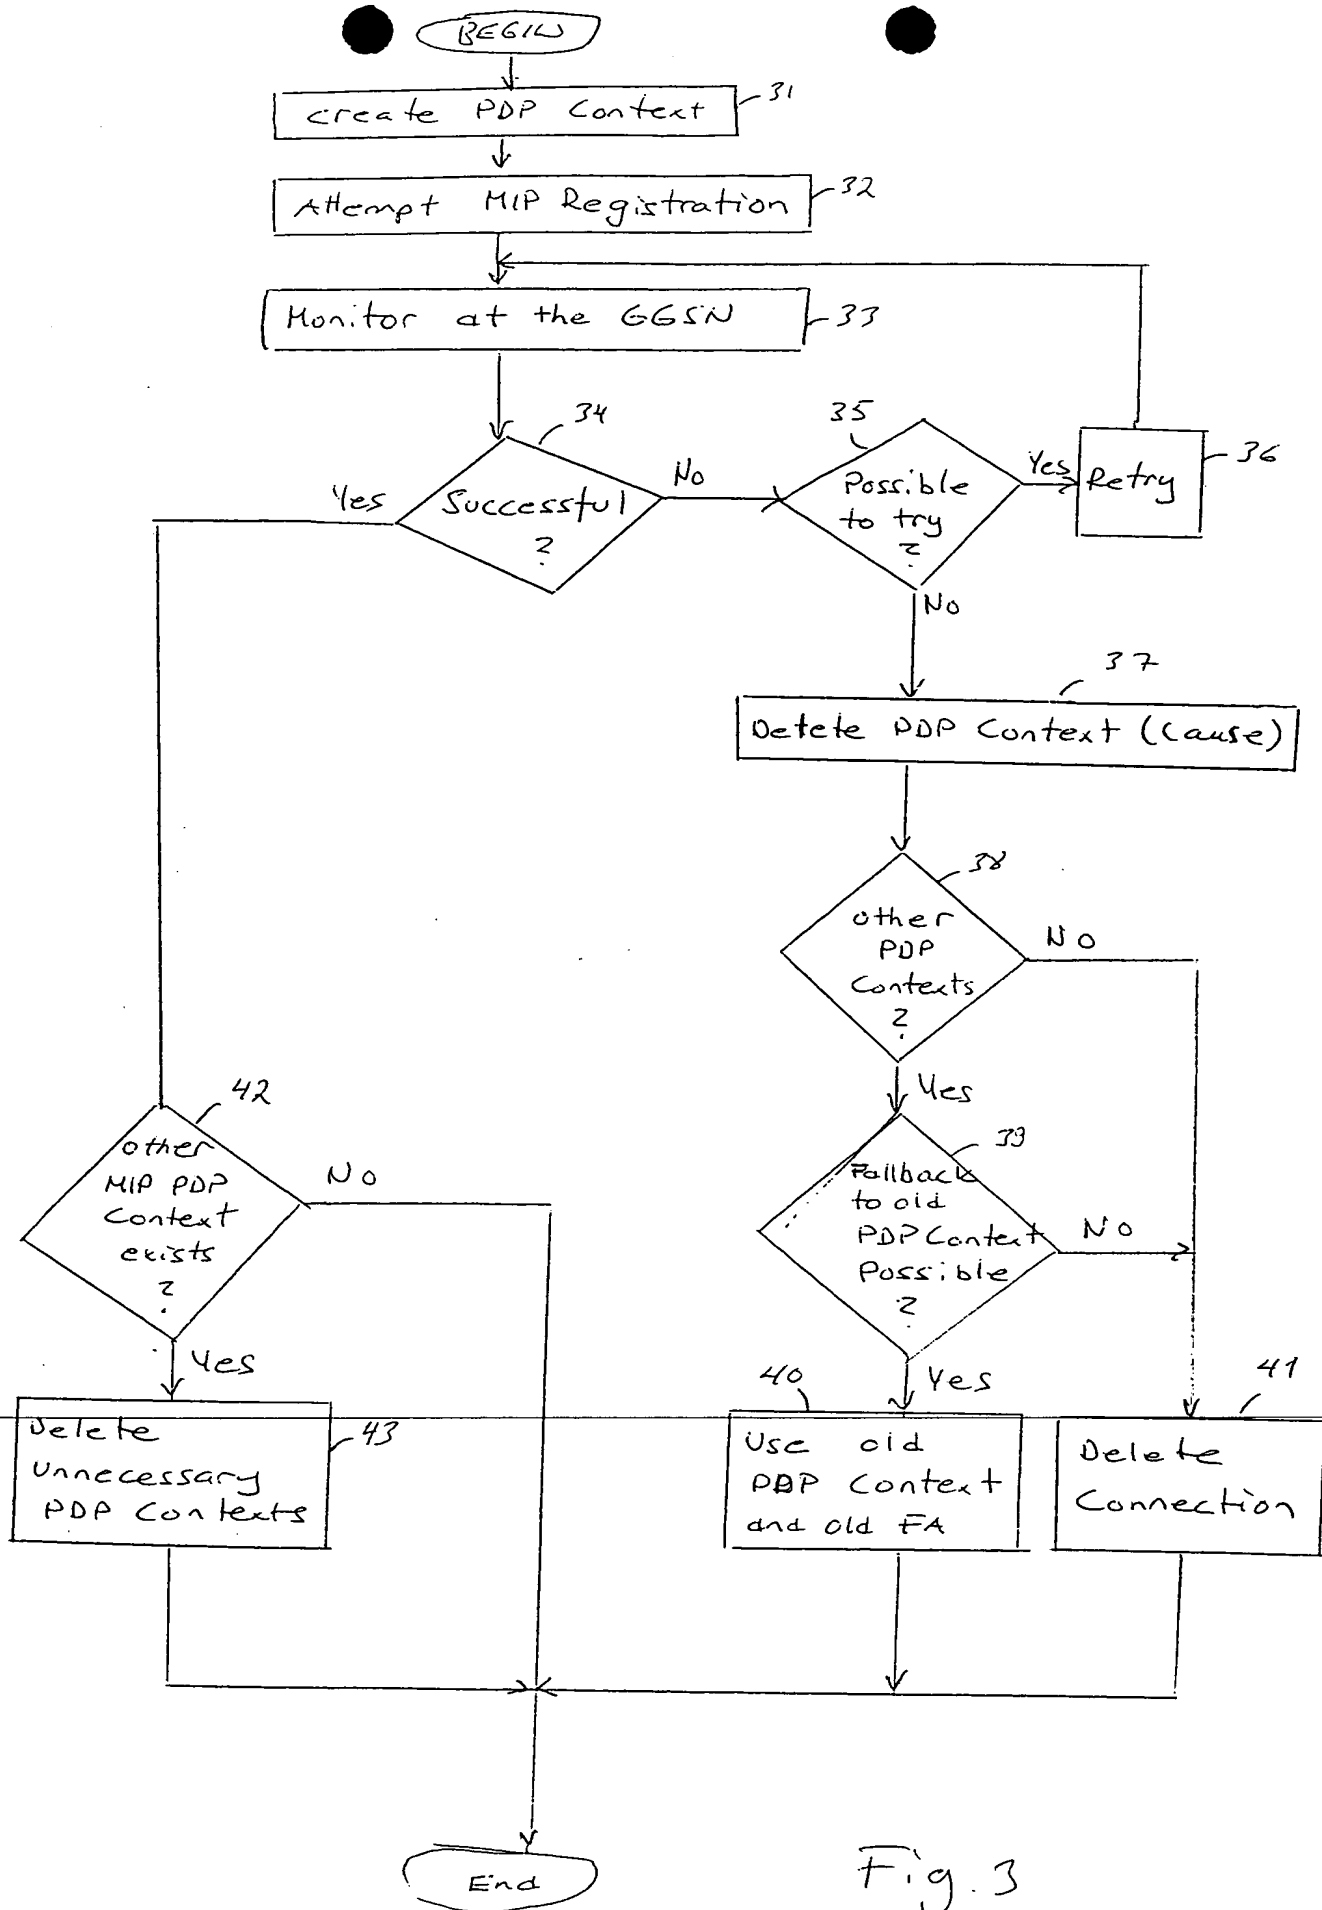 BEGIN
create PDP Context
31
Attempt MIP Registration
32
Monitor at the GGSN
33
34
Successful
?
Yes
No
35
Possible
to try
?
Yes
Retry
36
No
37
Delete PDP Context (Cause)
38
other
PDP
Contexts
?
No
Yes
39
Fallback
to old
PDP Context
Possible
?
No
Yes
42
other
MIP PDP
Context
exists
?
No
Yes
Delete
unnecessary
PDP Contexts
43
40
Use old
PDP Context
and old FA
41
Delete
Connection
End
Fig. 3